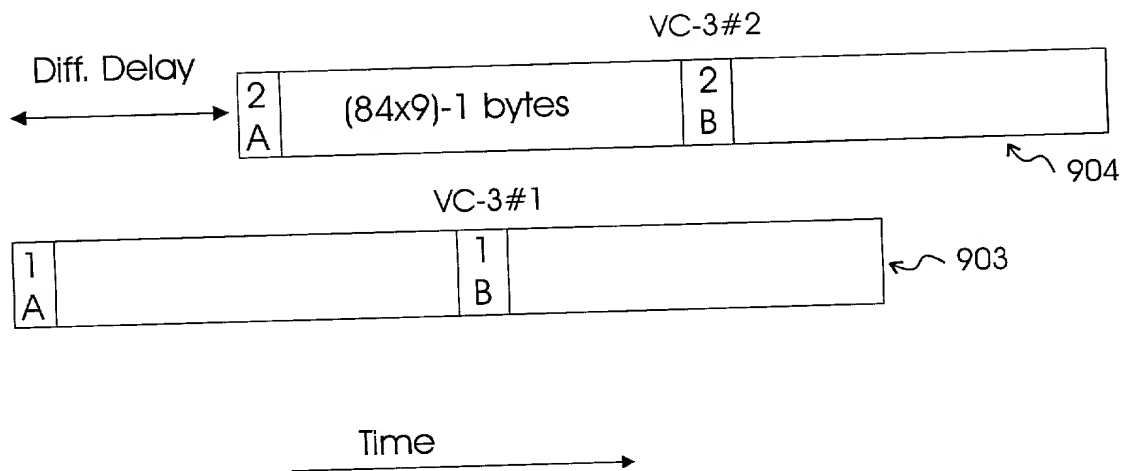 VC-3#2
Diff. Delay
2
A
(84x9)-1 bytes
2
B
904
VC-3#1
1
A
1
B
903
Time